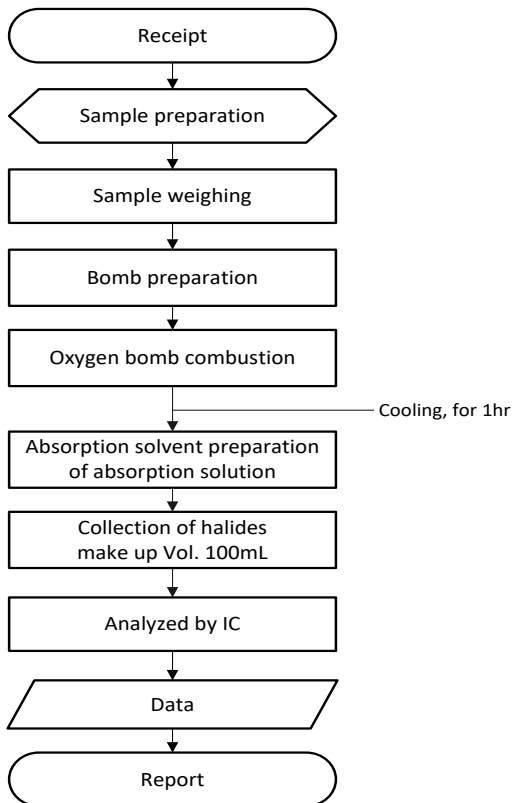 Receipt
Sample preparation
Sample weighing
Bomb preparation
Oxygen bomb combustion
Cooling, for 1hr
Absorption solvent preparation
of absorption solution
Collection of halides
make up Vol. 100mL
Analyzed by IC
Data
Report